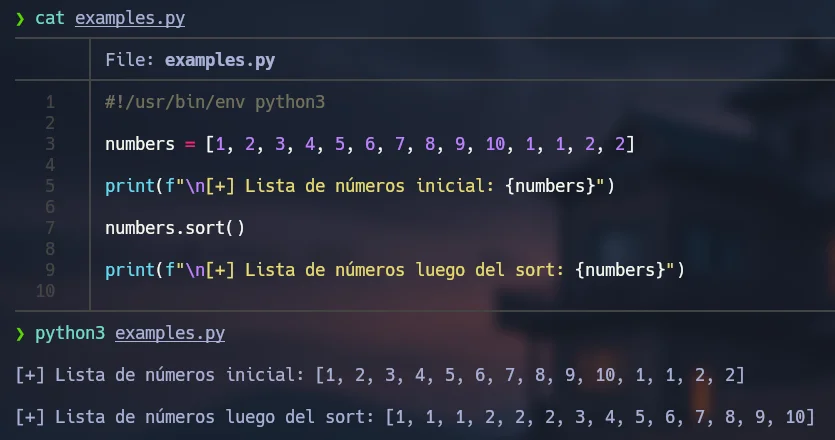 ❯ cat examples.py
File: examples.py
1 #!/usr/bin/env python3
2
3 numbers = [1, 2, 3, 4, 5, 6, 7, 8, 9, 10, 1, 1, 2, 2]
4
5 print(f"\n[+] Lista de números inicial: {numbers}")
6
7 numbers.sort()
8
9 print(f"\n[+] Lista de números luego del sort: {numbers}")
10
❯ python3 examples.py
[+] Lista de números inicial: [1, 2, 3, 4, 5, 6, 7, 8, 9, 10, 1, 1, 2, 2]
[+] Lista de números luego del sort: [1, 1, 1, 2, 2, 2, 3, 4, 5, 6, 7, 8, 9, 10]